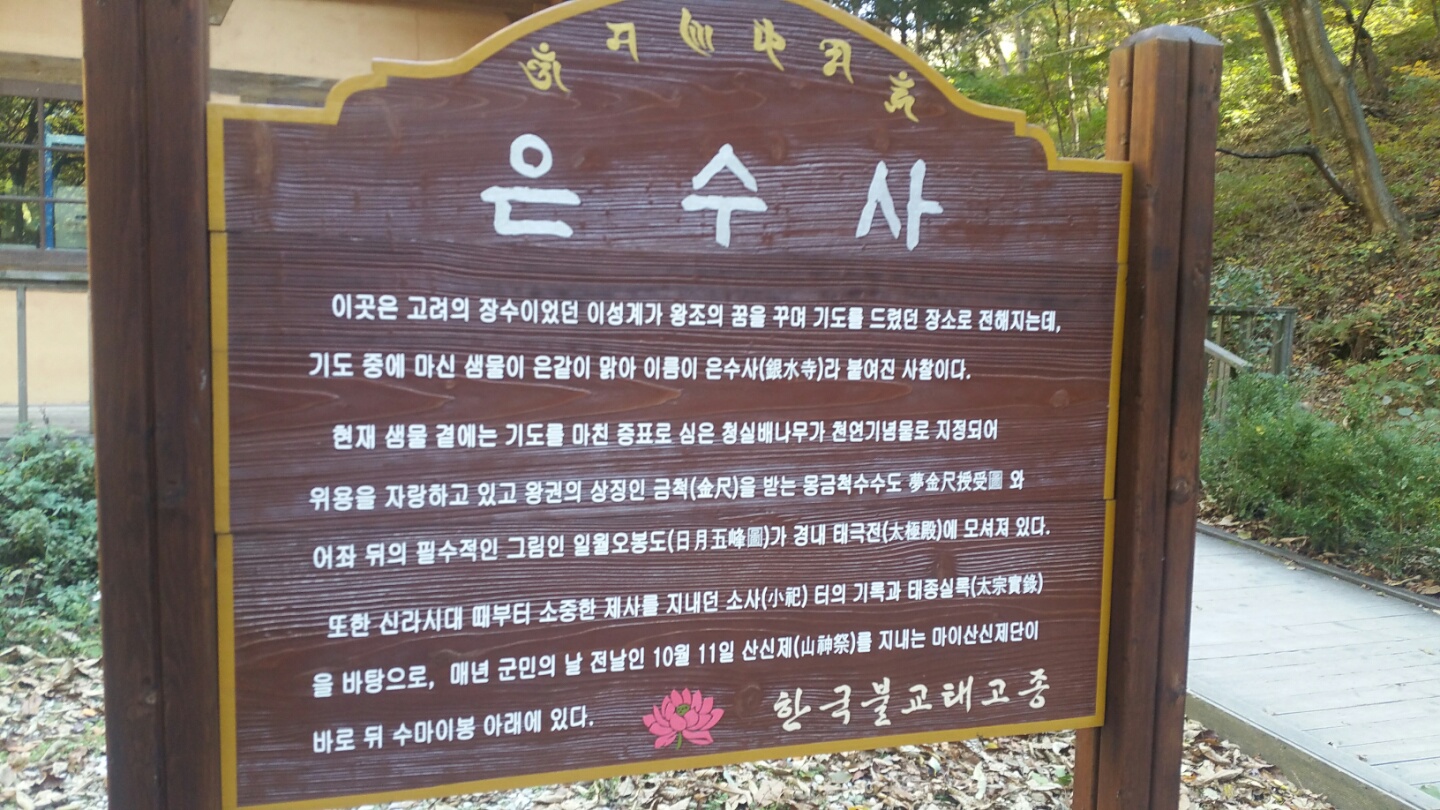 은수사
이곳은 고려의 장수이었던 이성계가 왕조의 꿈을 꾸며 기도를 드렸던 장소로 전해지는데,
기도 중에 마신 샘물이 은같이 맑아 이름이 은수사(銀水寺)라 붙여진 사찰이다.
현재 샘물 곁에는 기도를 마친 증표로 심은 청실배나무가 천연기념물로 지정되어
위용을 자랑하고 있고 왕권의 상징인 금척(金尺)을 받는 몽금척수수도 夢金尺授受圖 와
어좌 뒤의 필수적인 그림인 일월오봉도(日月五峰圖)가 경내 태극전(太極殿)에 모셔져 있다.
또한 신라시대 때부터 소중한 제사를 지내던 소사(小祀) 터의 기록과 태종실록(太宗實錄)
을 바탕으로, 매년 군민의 날 전날인 10월 11일 산신제(山神祭)를 지내는 마이산신제단이
바로 뒤 수마이봉 아래에 있다.
한국불교태고종